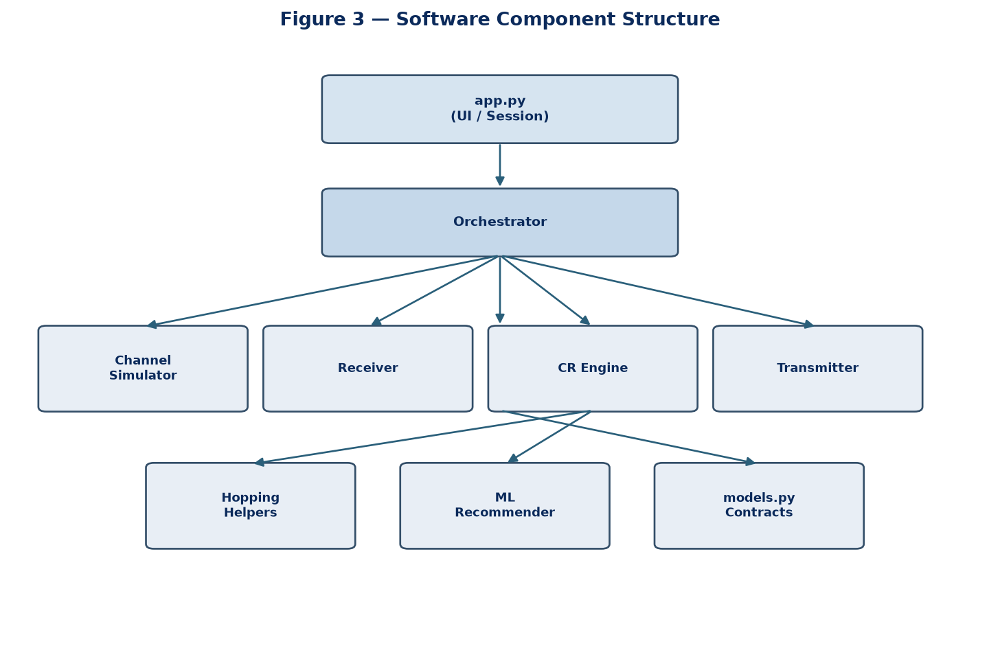 Figure 3 — Software Component Structure
app.py
(UI / Session)
Orchestrator
Channel
Simulator
Receiver
CR Engine
Transmitter
Hopping
Helpers
ML
Recommender
models.py
Contracts